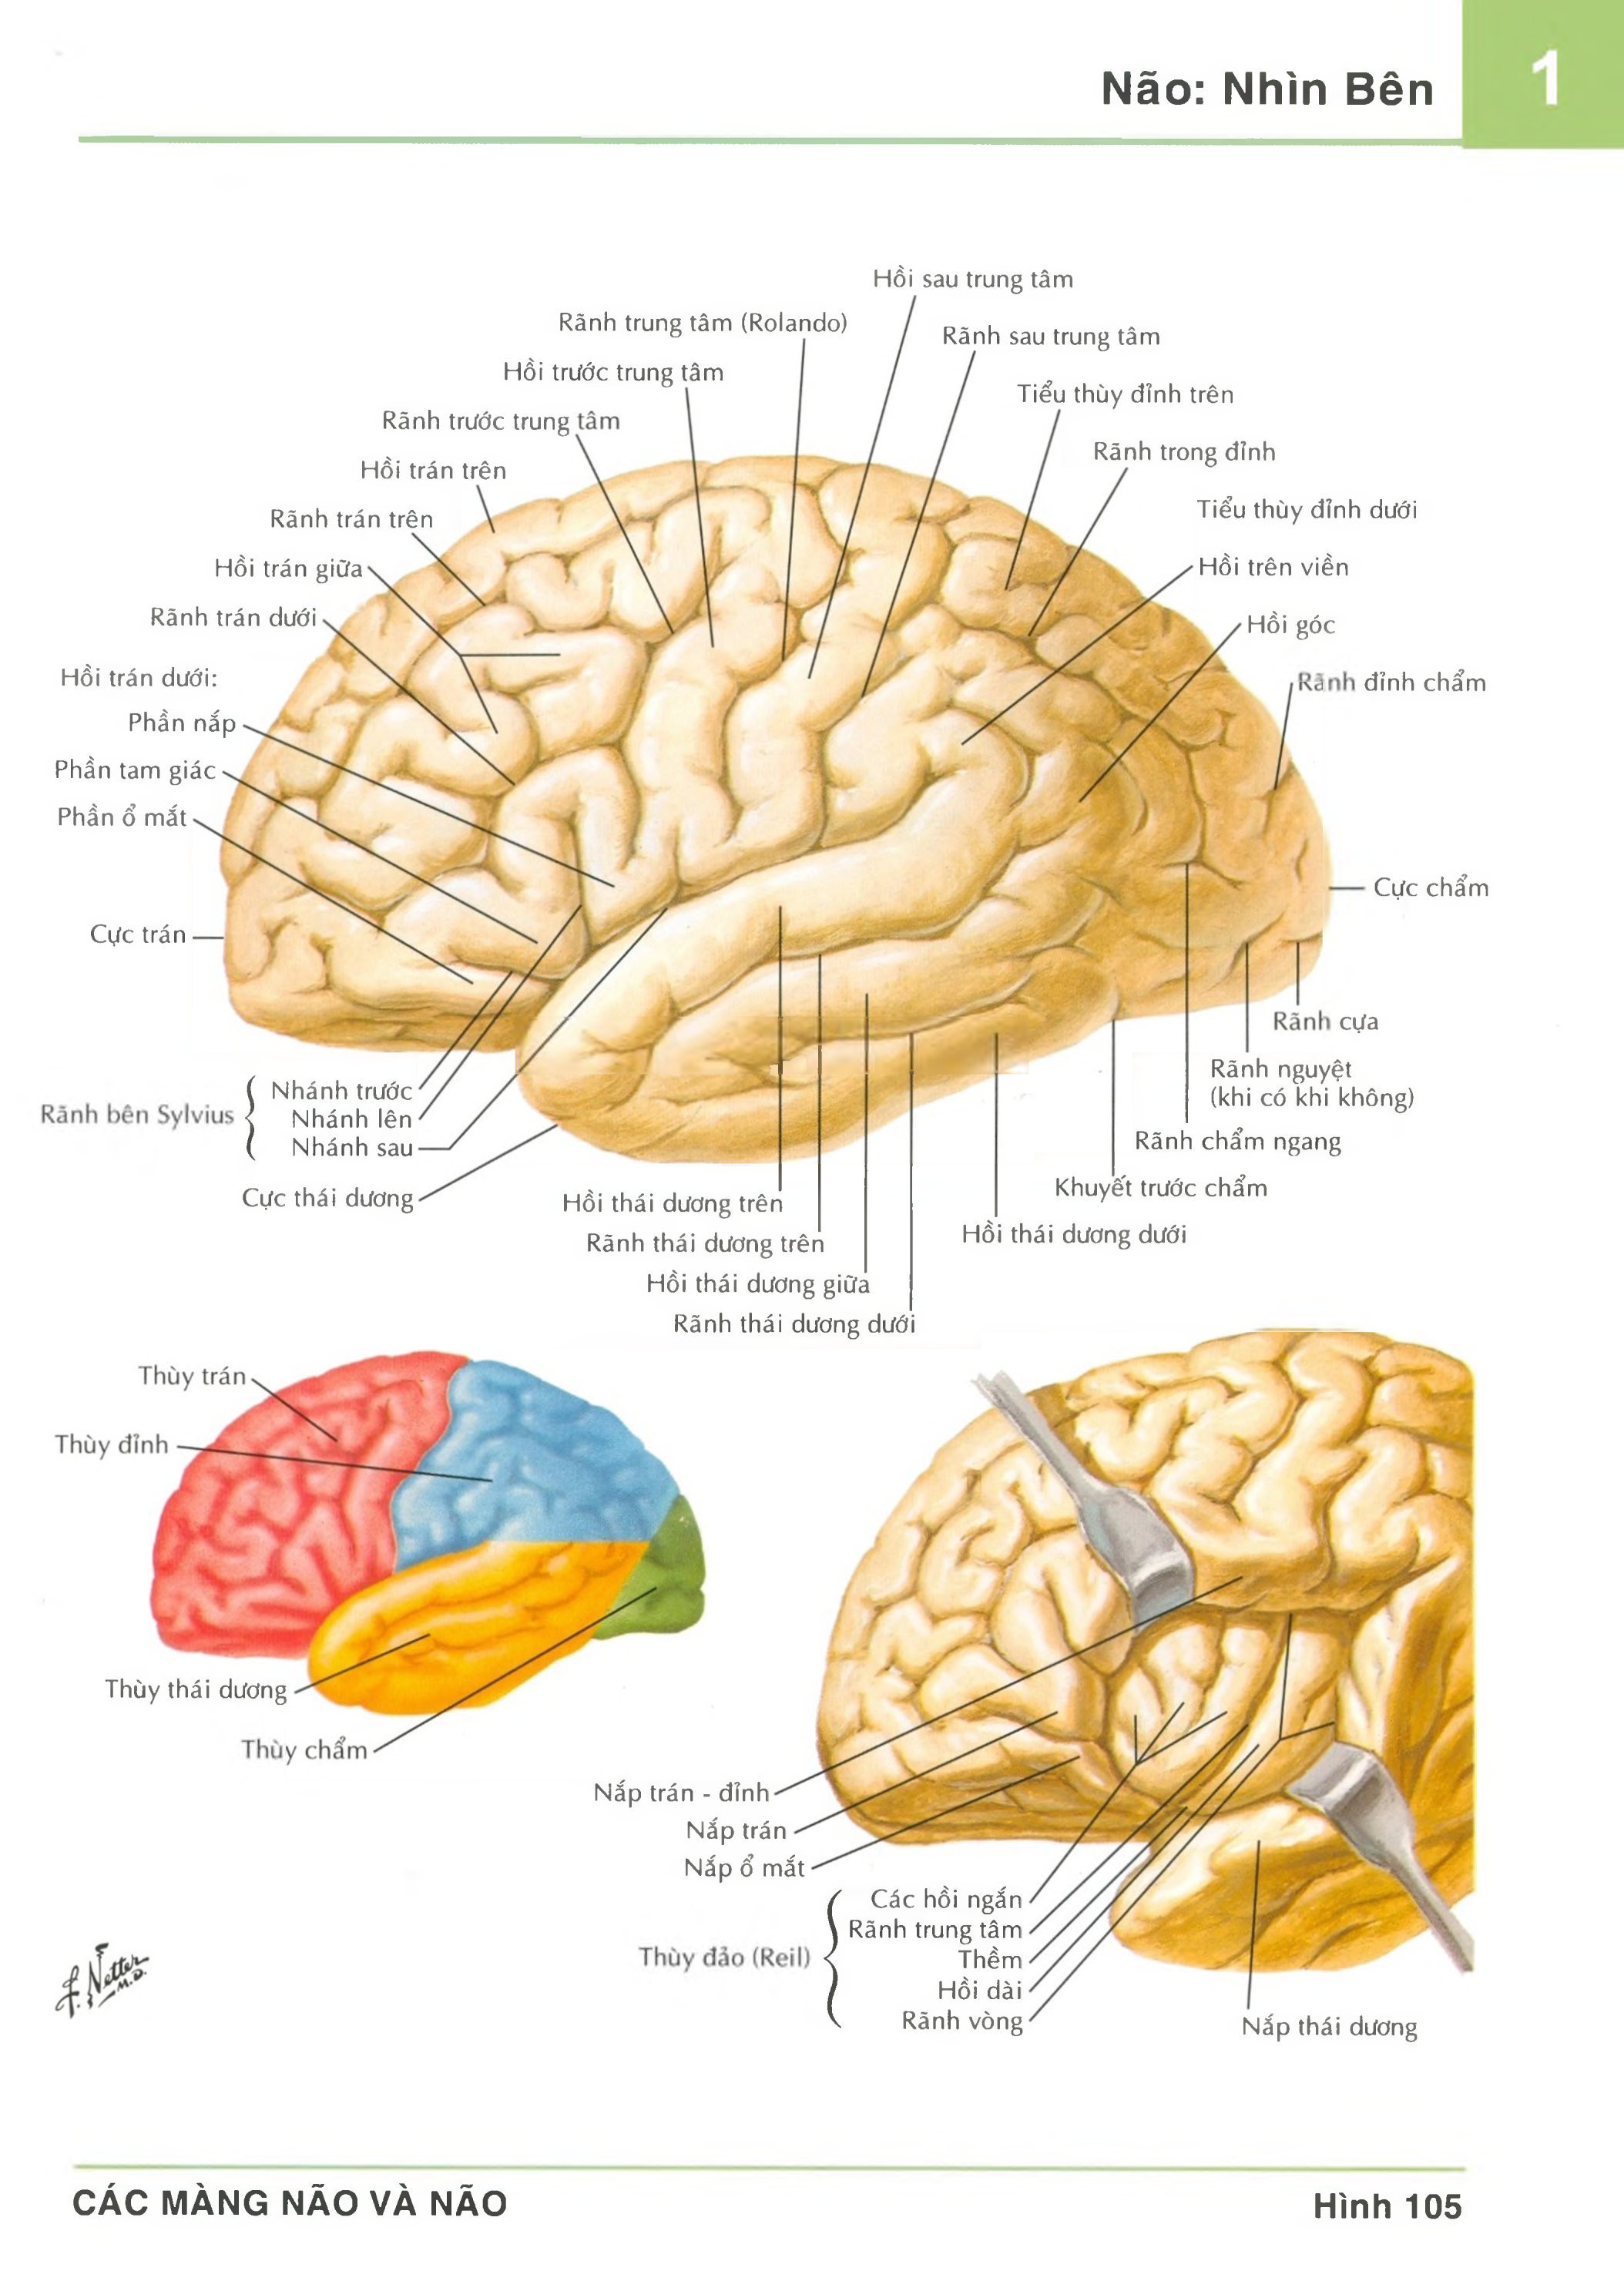 Não: Nhìn Bên
1
Hồi sau trung tâm
Rãnh trung tâm (Rolando)
Rãnh sau trung tâm
Hồi trước trung tâm
Tiểu thùy đỉnh trên
Rãnh trước trung tâm
Rãnh trong đỉnh
Hồi trán trên
Tiểu thùy đỉnh dưới
Rãnh trán trên
Hồi trên viền
Hồi trán giữa
Hồi góc
Rãnh trán dưới
Hồi trán dưới:
Rãnh đỉnh chẩm
Phần nắp
Phần tam giác
Phần ổ mắt
Cực chẩm
Cực trán
Rãnh cựa
Rãnh nguyệt
(khi có khi không)
Rãnh bên Sylvius
Nhánh trước
Nhánh lên
Nhánh sau
Rãnh chẩm ngang
Khuyết trước chẩm
Cực thái dương
Hồi thái dương trên
Hồi thái dương dưới
Rãnh thái dương trên
Hồi thái dương giữa
Rãnh thái dương dưới
Thùy trán
Thùy đỉnh
Thùy thái dương
Thùy chẩm
Nắp trán - đỉnh
Nắp trán
Nắp ổ mắt
Thùy đảo (Reil)
Các hồi ngắn
Rãnh trung tâm
Thềm
Hồi dài
Rãnh vòng
Nắp thái dương
F. Netter
M.D.
CÁC MÀNG NÃO VÀ NÃO
Hình 105